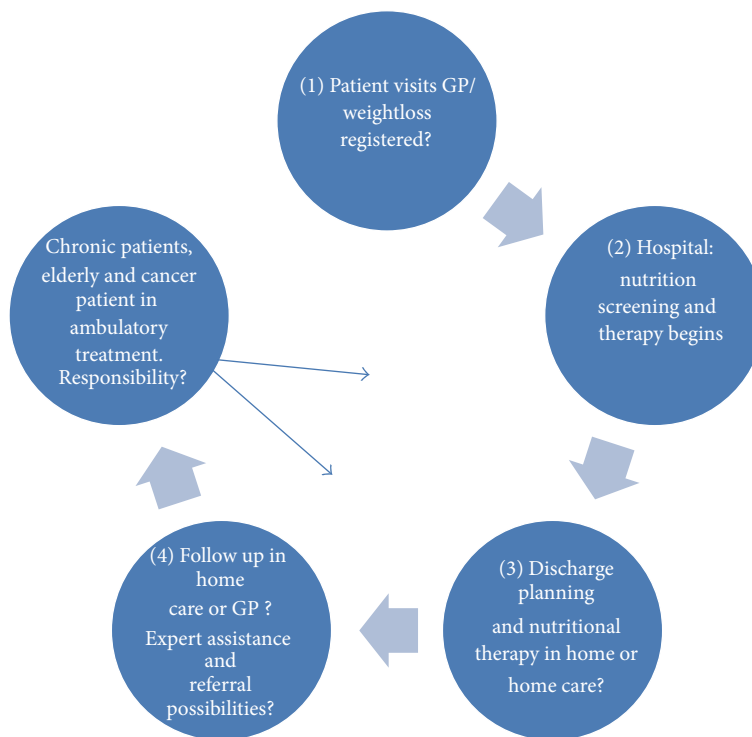 (1) Patient visits GP/
weightloss
registered?
(2) Hospital:
nutrition
screening and
therapy begins
(3) Discharge
planning
and nutritional
therapy in home or
home care?
(4) Follow up in
home
care or GP ?
Expert assistance
and
referral
possibilities?
Chronic patients,
elderly and cancer
patient in
ambulatory
treatment.
Responsibility?